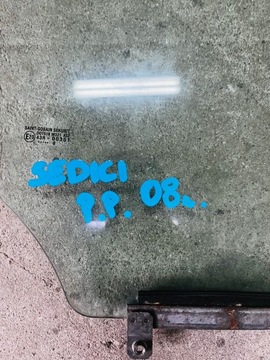 SAINT-GOBAIN SEKURIT
SEDICI
P.P. 08...